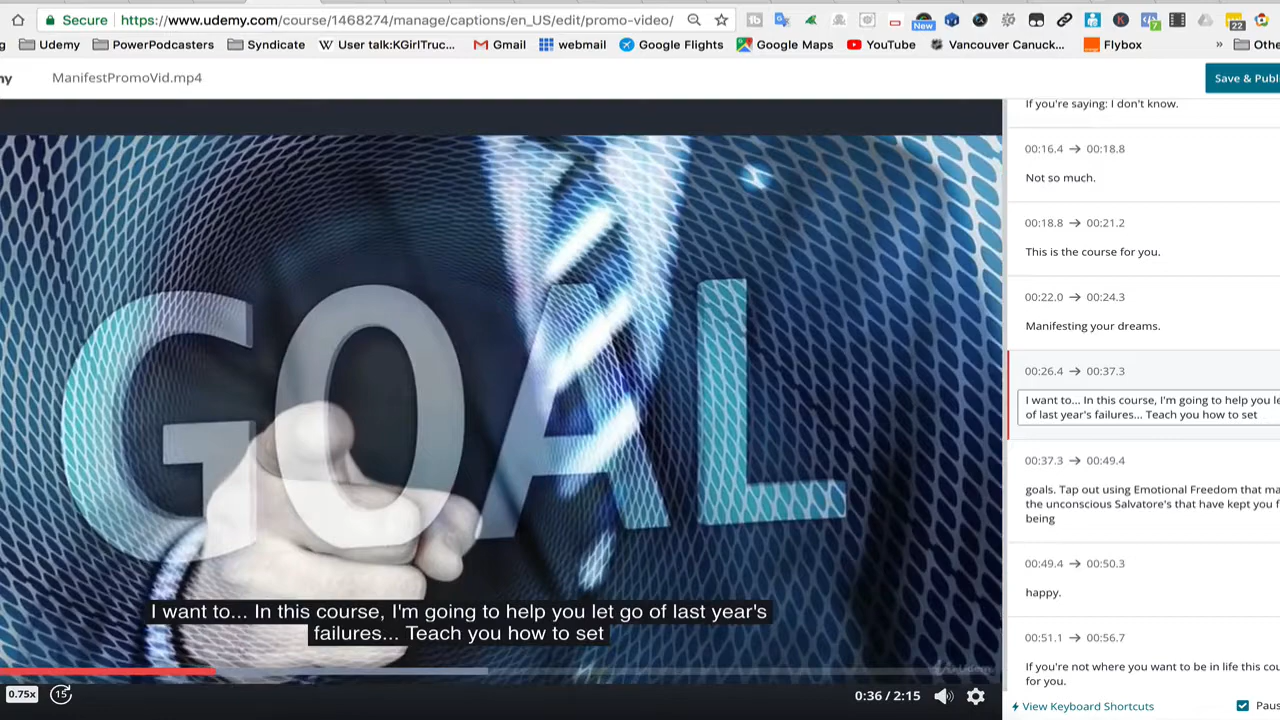 Secure https://www.udemy.com/course/1468274/manage/captions/en_US/edit/promo-video/
New
7
22
Udemy PowerPodcasters Syndicate User talk:KGirlTruc... Gmail webmail Google Flights Google Maps YouTube Vancouver Canuck... Flybox » Othe
my ManifestPromoVid.mp4 Save & Publi
GOAL
I want to... In this course, I'm going to help you let go of last year's
failures... Teach you how to set
Udemy
0.75x 15 0:36 / 2:15
If you're saying: I don't know.
00:16.4 → 00:18.8
Not so much.
00:18.8 → 00:21.2
This is the course for you.
00:22.0 → 00:24.3
Manifesting your dreams.
00:26.4 → 00:37.3
I want to... In this course, I'm going to help you le
of last year's failures... Teach you how to set
00:37.3 → 00:49.4
goals. Tap out using Emotional Freedom that ma
the unconscious Salvatore's that have kept you f
being
00:49.4 → 00:50.3
happy.
00:51.1 → 00:56.7
If you're not where you want to be in life this cou
for you.
View Keyboard Shortcuts Paus